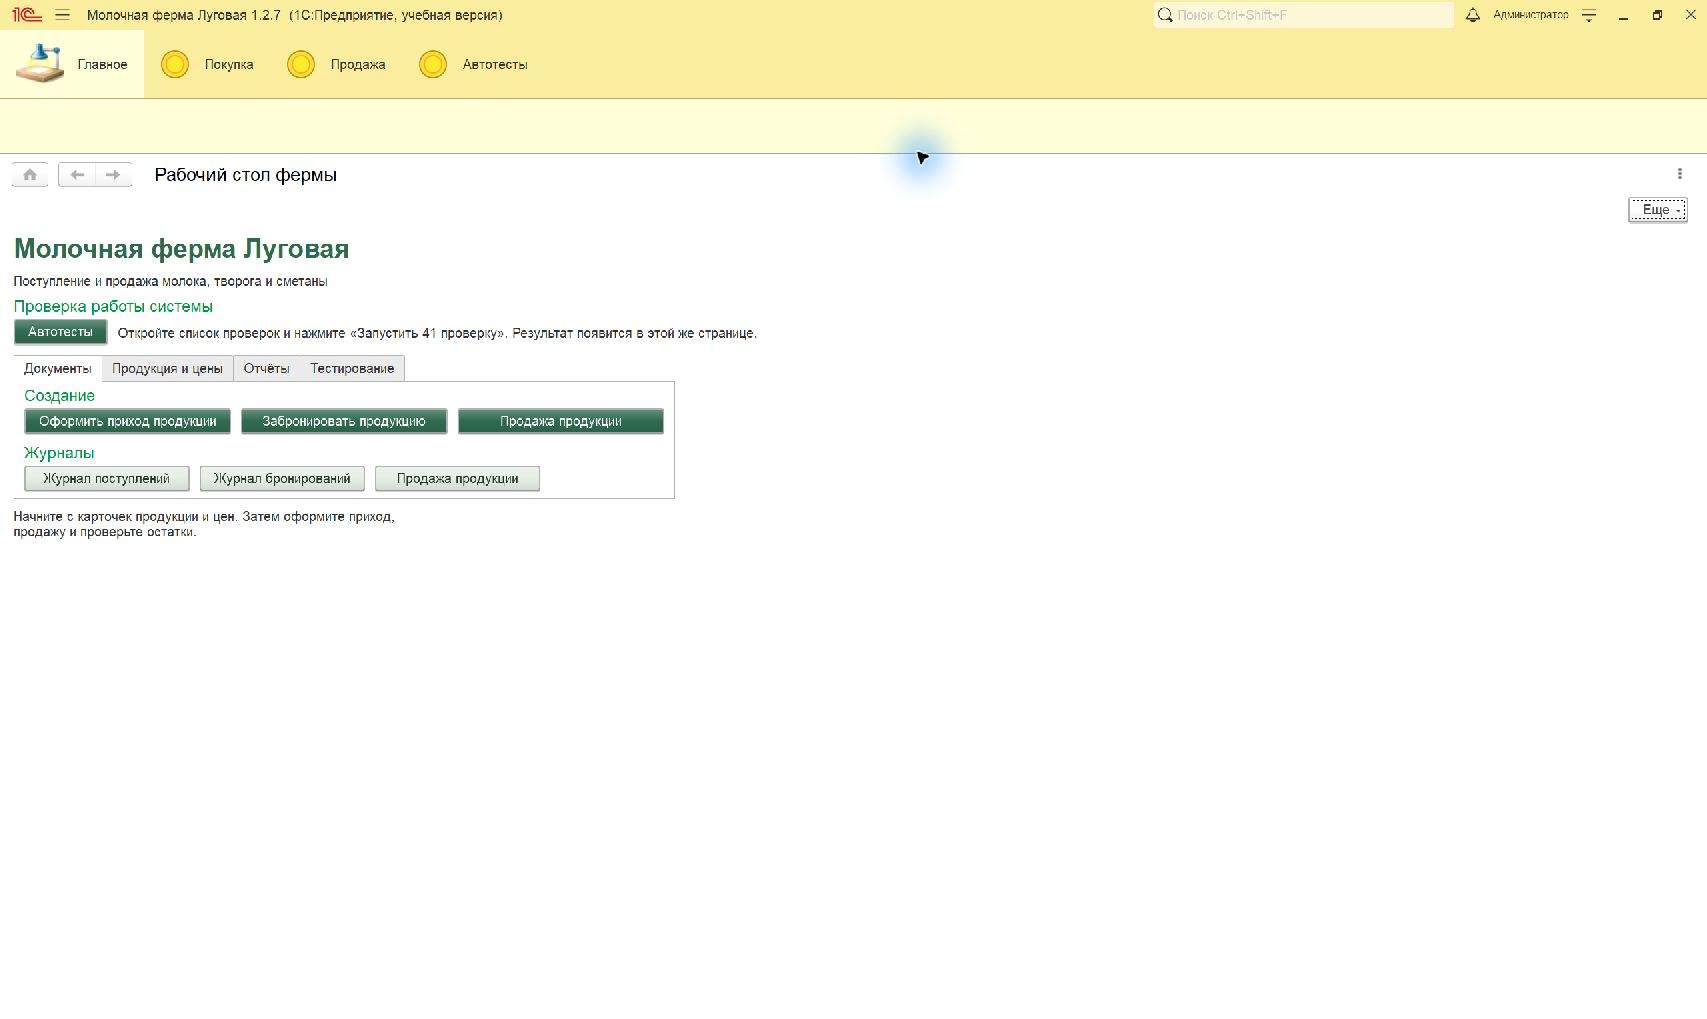 1С Молочная ферма Луговая 1.2.7 (1С:Предприятие, учебная версия) Поиск Ctrl+Shift+F Администратор
Главное Покупка Продажа Автотесты
Рабочий стол фермы
Еще
Молочная ферма Луговая
Поступление и продажа молока, творога и сметаны
Проверка работы системы
Автотесты Откройте список проверок и нажмите «Запустить 41 проверку». Результат появится в этой же странице.
Документы Продукция и цены Отчёты Тестирование
Создание
Оформить приход продукции Забронировать продукцию Продажа продукции
Журналы
Журнал поступлений Журнал бронирований Продажа продукции
Начните с карточек продукции и цен. Затем оформите приход,
продажу и проверьте остатки.